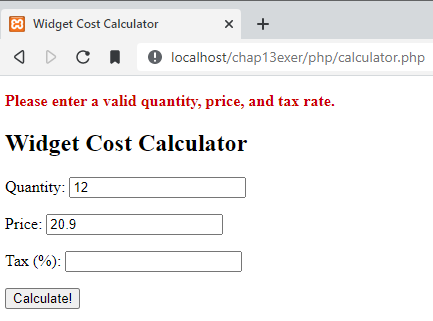 Widget Cost Calculator
localhost/chap13exer/php/calculator.php
Please enter a valid quantity, price, and tax rate.
Widget Cost Calculator
Quantity: 12
Price: 20.9
Tax (%):
Calculate!